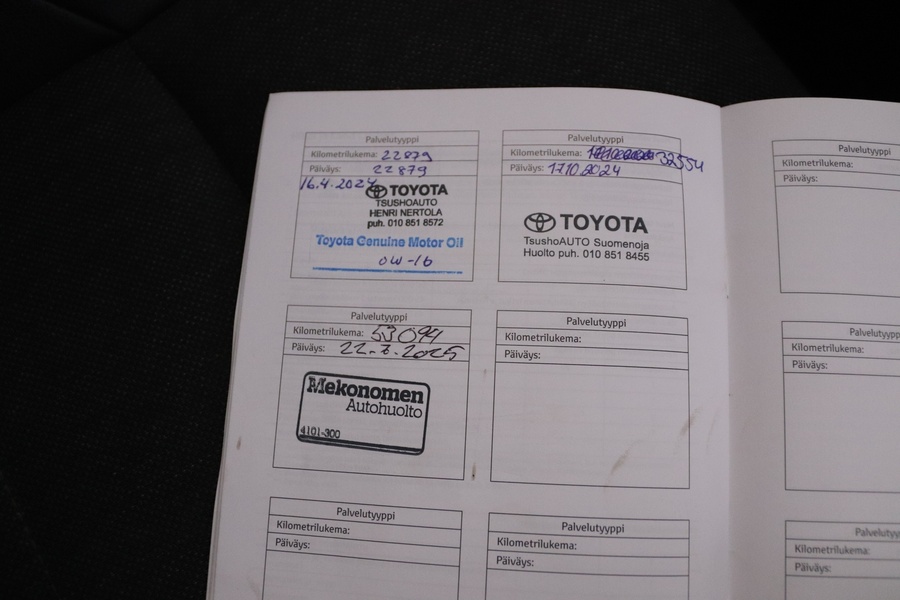 Palvelutyyppi
Kilometrilukema: 22879
Päiväys: 22879
16.4.2024
TOYOTA
TSUSHOAUTO
HENRI NERTOLA
puh. 010 851 8572
Toyota Genuine Motor Oil
0W-16
Palvelutyyppi
Kilometrilukema: 32554
Päiväys: 17.10.2024
TOYOTA
TsushoAUTO Suomenoja
Huolto puh. 010 851 8455
Palvelutyyppi
Kilometrilukema:
Päiväys:
Palvelutyyppi
Kilometrilukema: 53094
Päiväys: 22.7.2025
Mekonomen
Autohuolto
4101-300
Palvelutyyppi
Kilometrilukema:
Päiväys:
Palvelutyypp
Kilometrilukema:
Päiväys:
Palvelutyyppi
Kilometrilukema:
Päiväys:
Palvelutyyppi
Kilometrilukema:
Päiväys:
Palvelutyy
Kilometrilukema:
Päiväys: